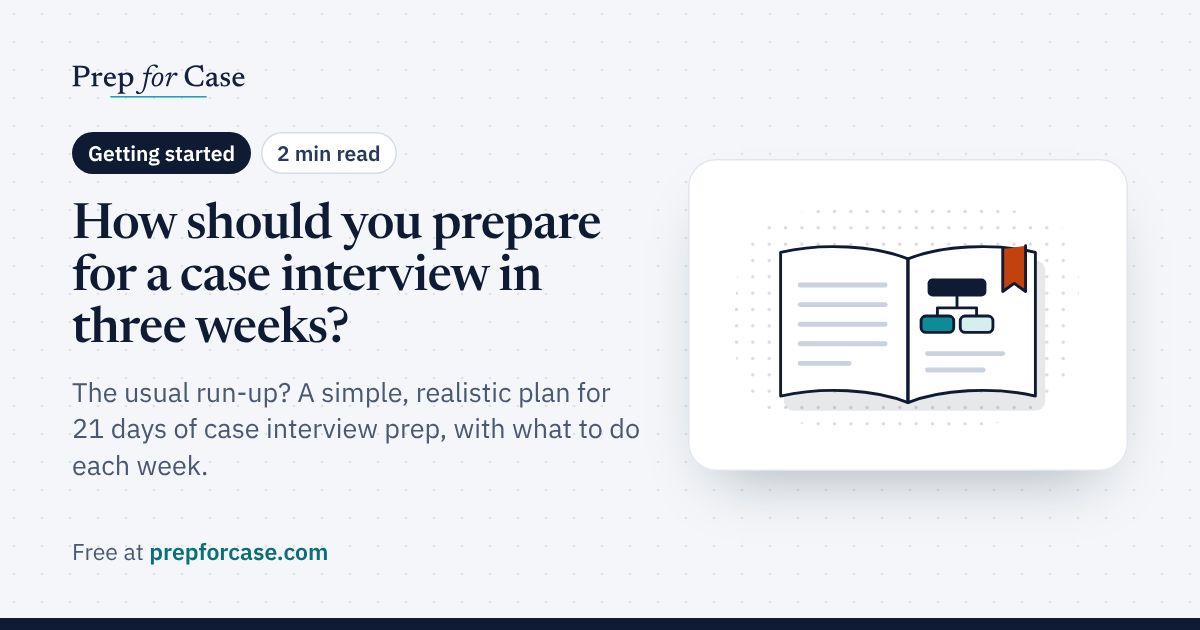 Prep for Case
Getting started
2 min read
How should you prepare
for a case interview in
three weeks?
The usual run-up? A simple, realistic plan for
21 days of case interview prep, with what to do
each week.
Free at prepforcase.com